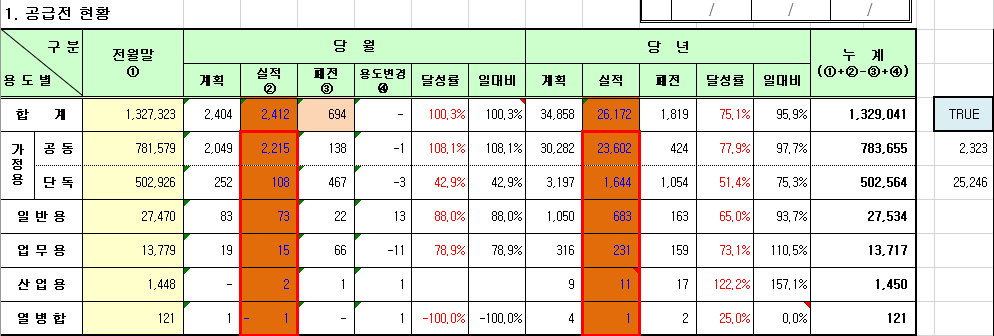 / / /
1. 공급전 현황
구 분 용도별 전월말 ① 당 월 당 년 누 계 (①+②-③+④)
계획 실적 ② 폐전 ③ 용도변경 ④ 달성률 일대비 계획 실적 폐전 달성률 일대비
합 계 1,327,323 2,404 2,412 694 - 100,3% 100,3% 34,858 26,172 1,819 75,1% 95,9% 1,329,041 TRUE
가정용 공 동 781,579 2,049 2,215 138 -1 108,1% 108,1% 30,282 23,602 424 77,9% 97,7% 783,655 2,323
단 독 502,926 252 108 467 -3 42,9% 42,9% 3,197 1,644 1,054 51,4% 75,3% 502,564 25,246
일 반 용 27,470 83 73 22 13 88,0% 88,0% 1,050 683 163 65,0% 93,7% 27,534
업 무 용 13,779 19 15 66 -11 78,9% 78,9% 316 231 159 73,1% 110,5% 13,717
산 업 용 1,448 - 2 1 1 9 11 17 122,2% 157,1% 1,450
열 병 합 121 1 - 1 - 1 -100,0% -100,0% 4 1 2 25,0% 0,0% 121